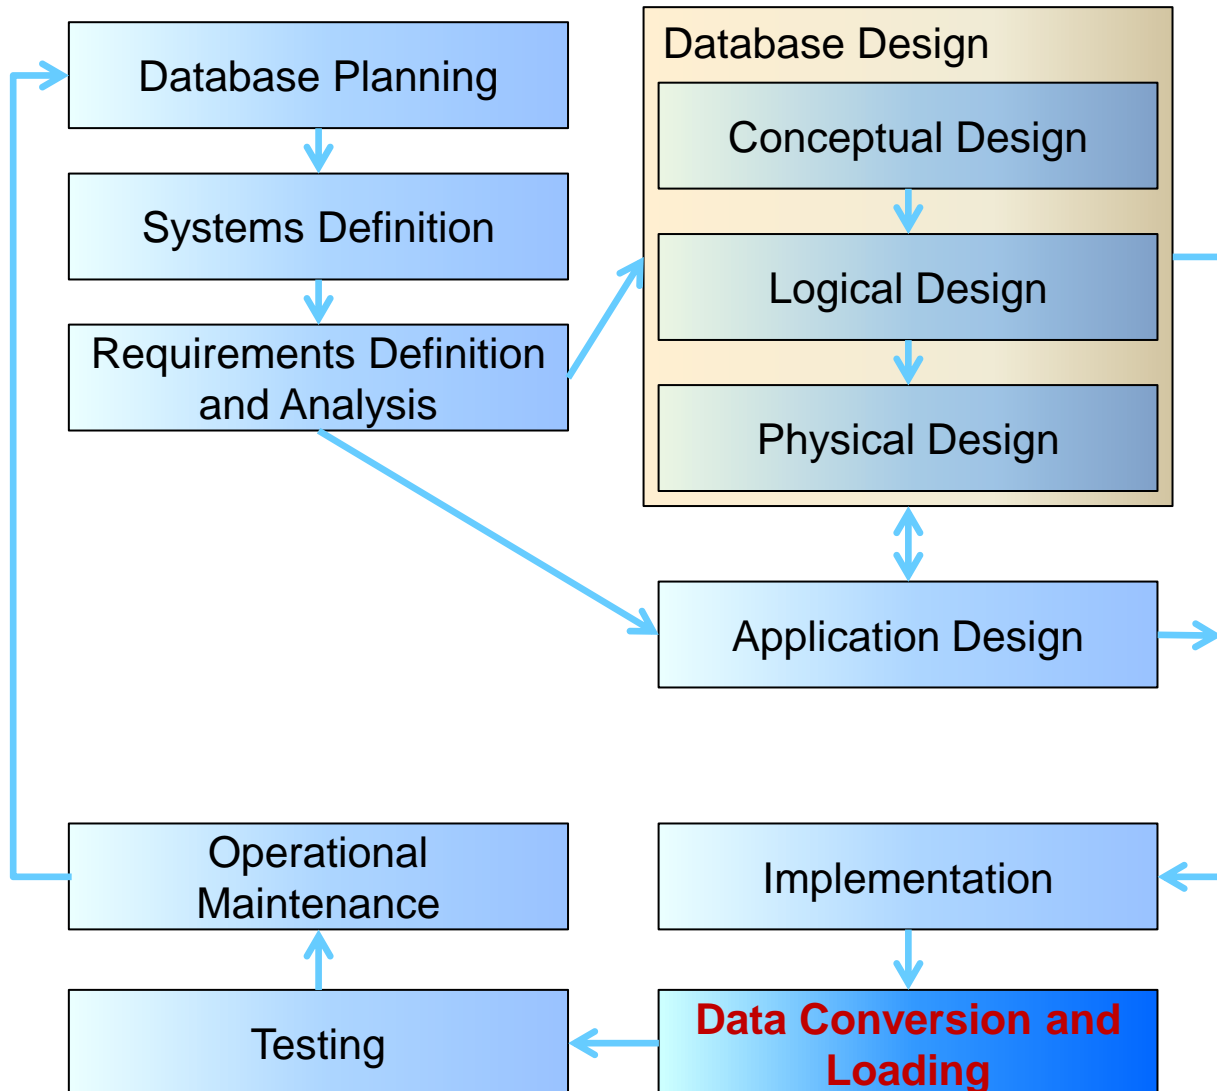 Database Planning
Systems Definition
Requirements Definition
and Analysis
Database Design
Conceptual Design
Logical Design
Physical Design
Application Design
Operational
Maintenance
Implementation
Testing
Data Conversion and
Loading